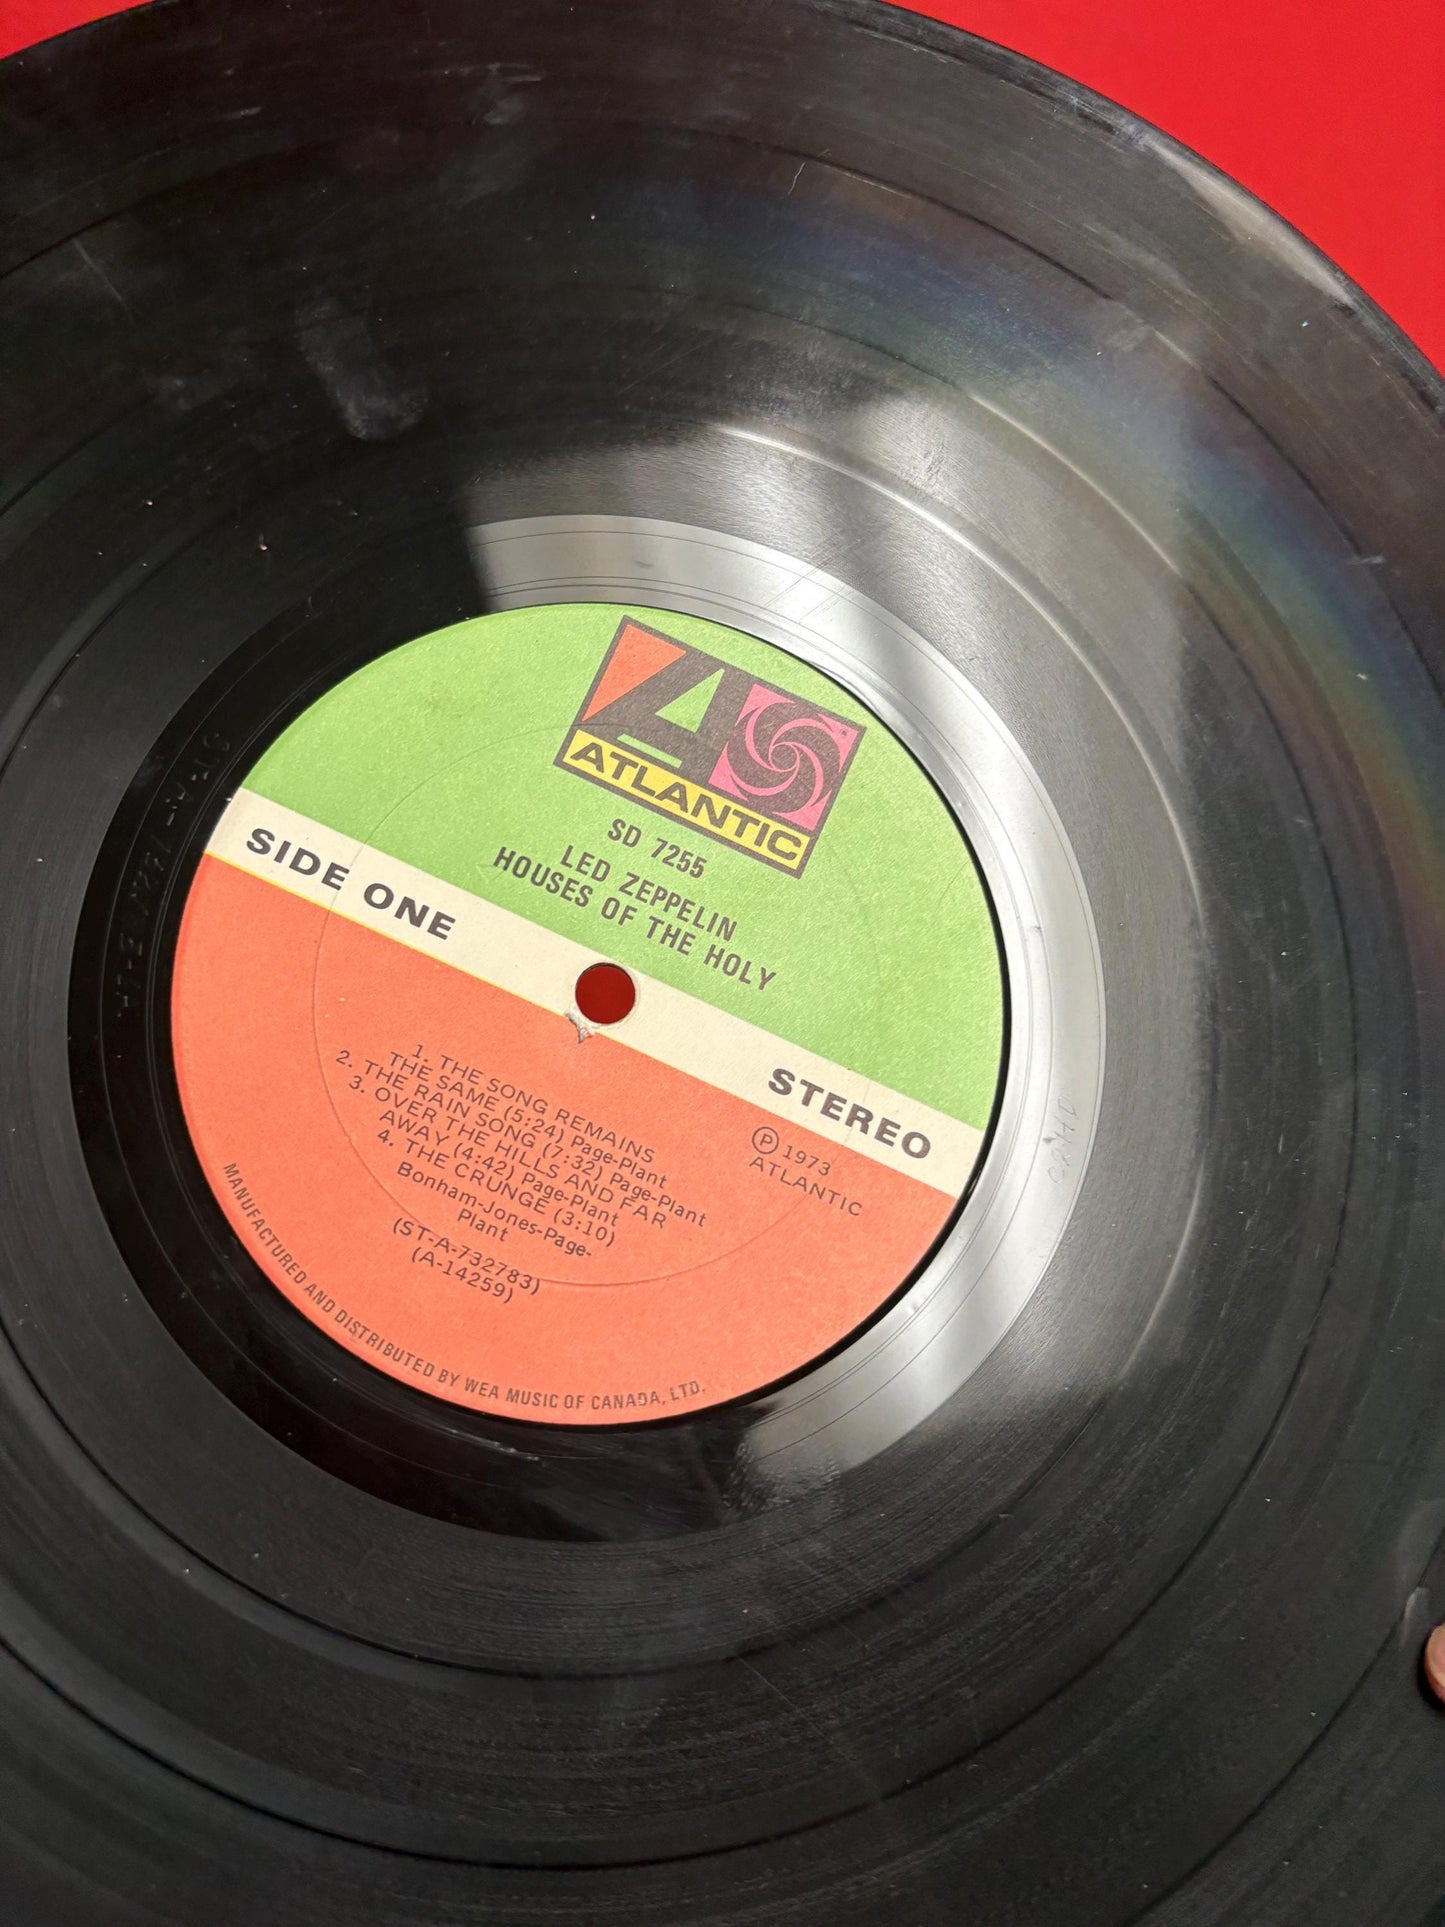 ATLANTIC
SD 7255
LED ZEPPELIN
HOUSES OF THE HOLY
SIDE ONE
STEREO
1. THE SONG REMAINS
THE SAME (5:24) Page-Plant
2. THE RAIN SONG (7:32) Page-Plant
3. OVER THE HILLS AND FAR
AWAY (4:42) Page-Plant
4. THE CRUNGE (3:10)
Bonham-Jones-Page-
Plant
(ST-A-732783)
(A-14259)
Ⓟ 1973
ATLANTIC
MANUFACTURED AND DISTRIBUTED BY WEA MUSIC OF CANADA, LTD.